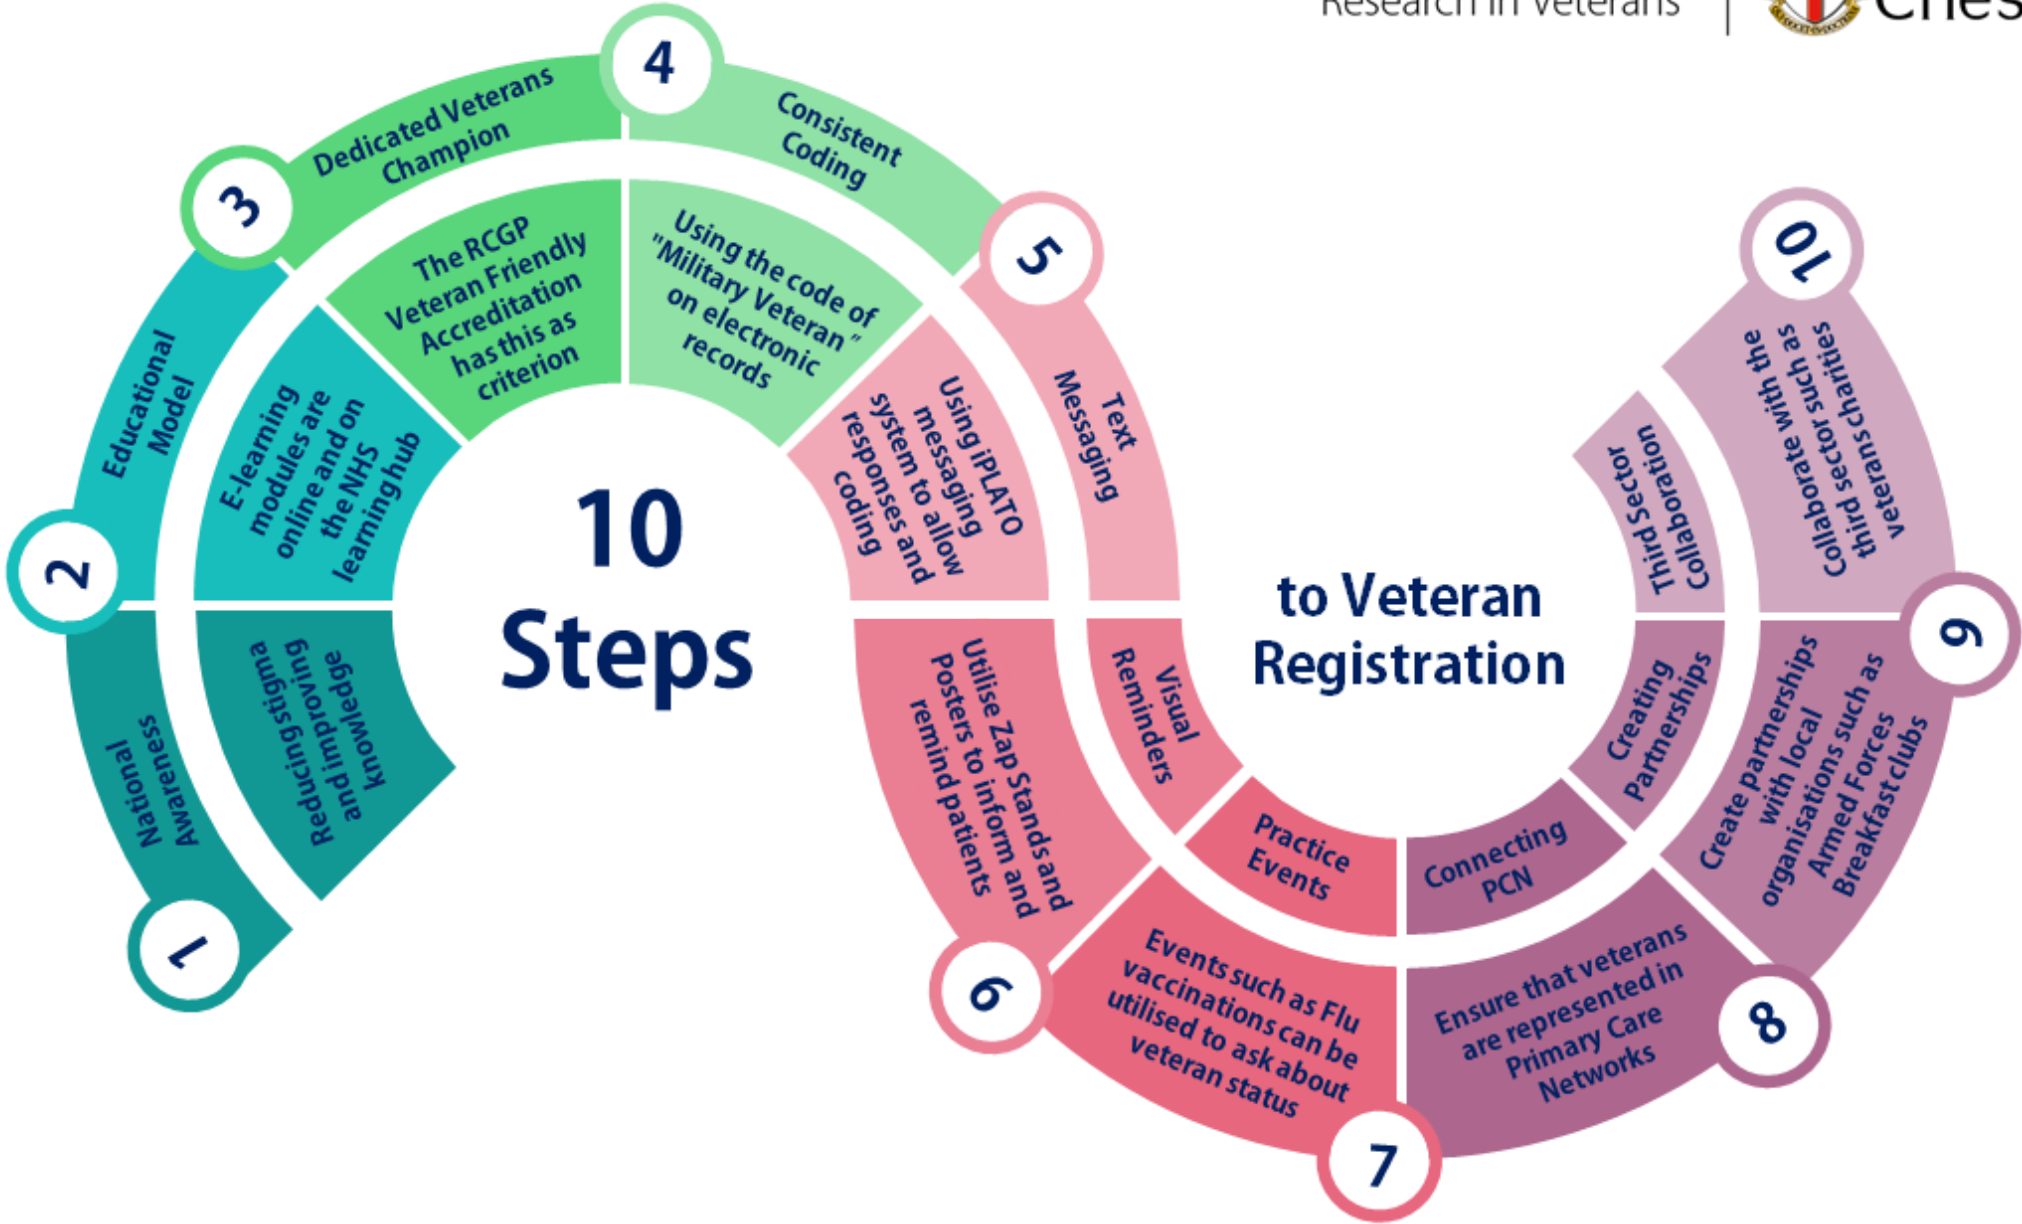 Research in Veterans
Ches
1
National
Awareness
Reducing stigma
and improving
knowledge
2
Educational
Model
E-learning
modules are
online and on
the NHS
learning hub
3
Dedicated Veterans
Champion
The RCGP
Veteran Friendly
Accreditation
has this as
criterion
4
Consistent
Coding
Using the code of
"Military Veteran"
on electronic
records
5
Text
Messaging
Using iPLATO
messaging
system to allow
responses and
coding
10
Steps
to Veteran
Registration
6
Visual
Reminders
Utilise Zap Stands and
Posters to inform and
remind patients
7
Practice
Events
Events such as Flu
vaccinations can be
utilised to ask about
veteran status
8
Connecting
PCN
Ensure that veterans
are represented in
Primary Care
Networks
9
Creating
Partnerships
Create partnerships
with local
organisations such as
Armed Forces
Breakfast clubs
10
Third Sector
Collaboration
Collaborate with the
third sector such as
veterans charities